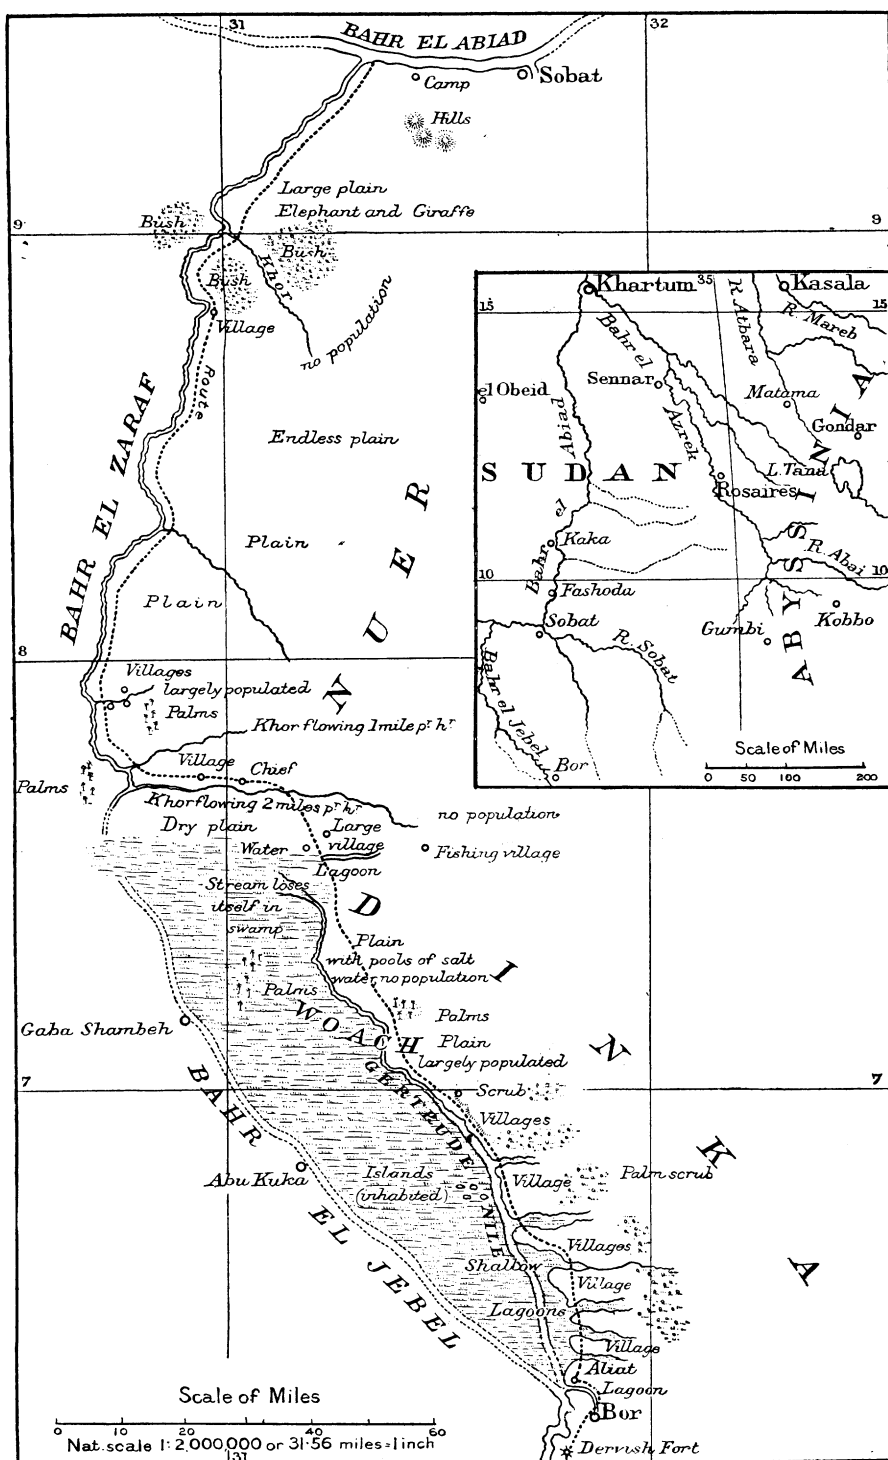 31
32
BAHR EL ABIAD
Sobat
Camp
Hills
Large plain
Elephant and Giraffe
9
Bush
Bush
9
Khor
Bush
no population
Village
Route
BAHR EL ZARAF
Endless plain
Plain
Plain
NUER
8
Villages
largely populated
Palms
Khor flowing 1 mile pr hr
Village
Chief
Palms
Khor flowing 2 miles pr hr
no population
Dry plain
Large
village
Water
Fishing village
Lagoon
Stream loses
itself in
swamp
DINKA
Plain
with pools of salt
water, no population
Palms
Palms
WOACH
Gaba Shambeh
Plain
largely populated
7
7
BAHR EL JEBEL
GERTRUDE NILE
Scrub
Villages
Abu Kuka
Islands
(inhabited)
Village
Palm scrub
Villages
Shallow
Village
Lagoons
Village
Aliat
Lagoon
Bor
Dervish Fort
Scale of Miles
0 10 20 30 40 60
Nat. scale 1:2,000,000 or 31·56 miles = 1 inch
31
Khartum
35
Kasala
15
15
R. Atbara
R. Mareb
Bahr el Azrek
Sennar
el Obeid
Matama
Gondar
Bahr el Abiad
SUDAN
L. Tana
Rosaires
ABYSSINIA
Kaka
R. Abai
10
10
Fashoda
Kobbo
Sobat
Gumbi
R. Sobat
Bahr el Jebel
Bor
Scale of Miles
0 50 100 200